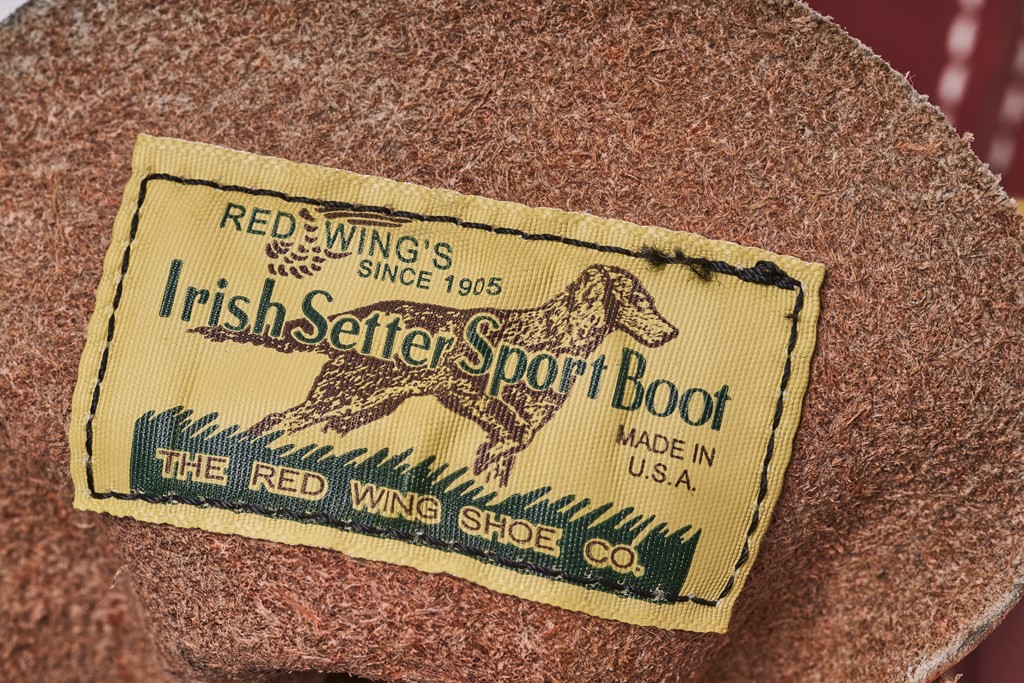 RED WING'S
SINCE 1905
Irish Setter Sport Boot
MADE IN
U.S.A.
THE RED WING SHOE CO.